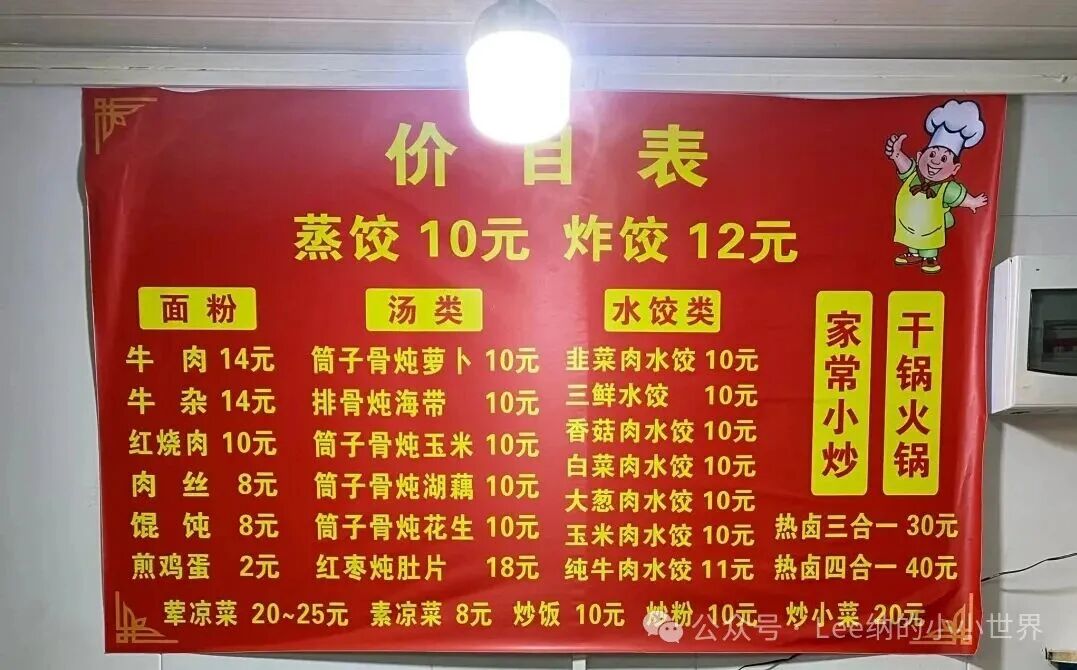 价目表
蒸饺 10元 炸饺 12元
面粉
牛肉 14元
牛杂 14元
红烧肉 10元
肉丝 8元
馄饨 8元
煎鸡蛋 2元
汤类
筒子骨炖萝卜 10元
排骨炖海带 10元
筒子骨炖玉米 10元
筒子骨炖湖藕 10元
筒子骨炖花生 10元
红枣炖肚片 18元
水饺类
韭菜肉水饺 10元
三鲜水饺 10元
香菇肉水饺 10元
白菜肉水饺 10元
大葱肉水饺 10元
玉米肉水饺 10元
纯牛肉水饺 11元
家常小炒
干锅火锅
热卤三合一 30元
热卤四合一 40元
荤凉菜 20~25元 素凉菜 8元 炒饭 10元 炒粉 10元 炒小菜 20元
公众号·Lee纳的小小世界